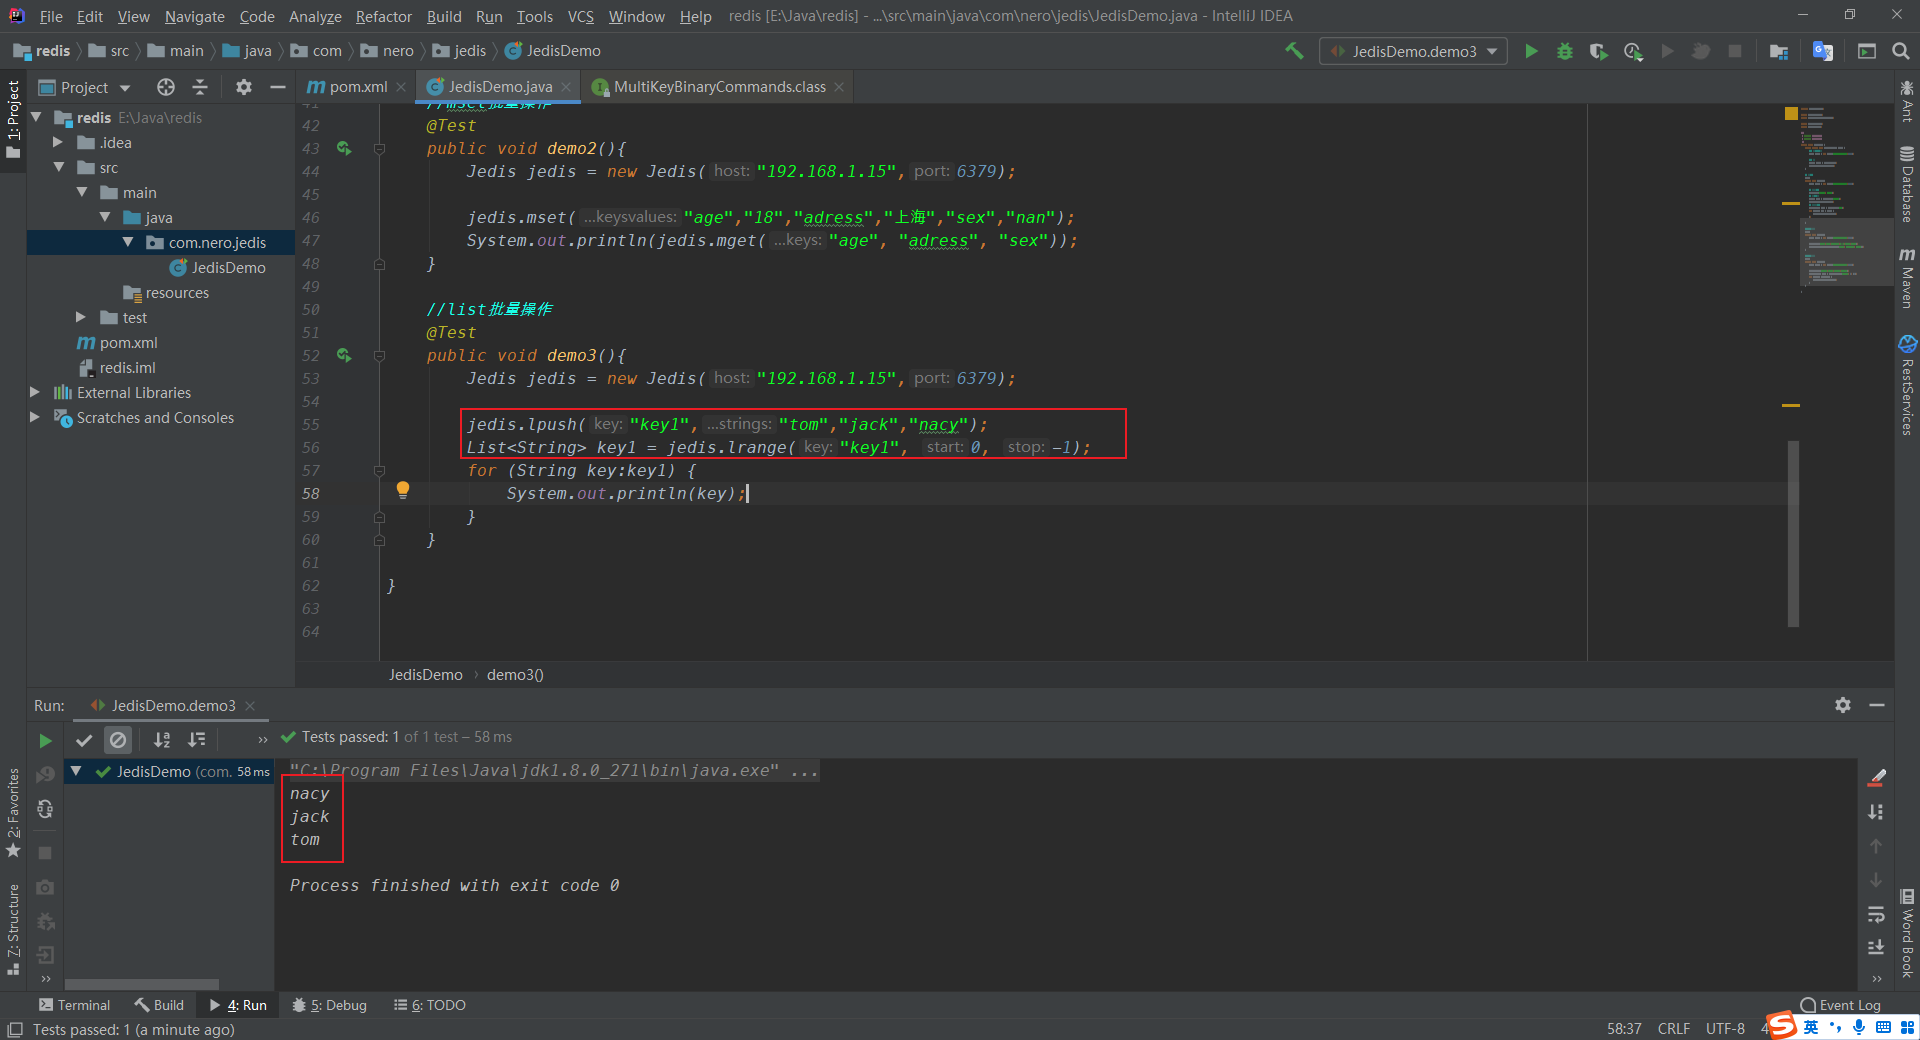 File Edit View Navigate Code Analyze Refactor Build Run Tools VCS Window Help redis [E:\Java\redis] - ...\src\main\java\com\nero\jedis\JedisDemo.java - IntelliJ IDEA
redis src main java com nero jedis JedisDemo JedisDemo.demo3
Project pom.xml JedisDemo.java MultiKeyBinaryCommands.class
1: Project
redis E:\Java\redis
.idea
src
main
java
com.nero.jedis
JedisDemo
resources
test
pom.xml
redis.iml
External Libraries
Scratches and Consoles
41 //mset批量操作
42 @Test
43 public void demo2(){
44 Jedis jedis = new Jedis( host: "192.168.1.15", port: 6379);
45
46 jedis.mset( ...keysvalues: "age","18","adress","上海","sex","nan");
47 System.out.println(jedis.mget( ...keys: "age", "adress", "sex"));
48 }
49
50 //list批量操作
51 @Test
52 public void demo3(){
53 Jedis jedis = new Jedis( host: "192.168.1.15", port: 6379);
54
55 jedis.lpush( key: "key1", ...strings: "tom","jack","nacy");
56 List<String> key1 = jedis.lrange( key: "key1", start: 0, stop: -1);
57 for (String key:key1) {
58 System.out.println(key);
59 }
60 }
61
62 }
63
64
JedisDemo › demo3()
Ant
Database
Maven
RestServices
Word Book
Run: JedisDemo.demo3
Tests passed: 1 of 1 test – 58 ms
JedisDemo (com. 58 ms
"C:\Program Files\Java\jdk1.8.0_271\bin\java.exe" ...
nacy
jack
tom
Process finished with exit code 0
2: Favorites
7: Structure
Terminal Build 4: Run 5: Debug 6: TODO Event Log
Tests passed: 1 (a minute ago) 58:37 CRLF UTF-8 4
英